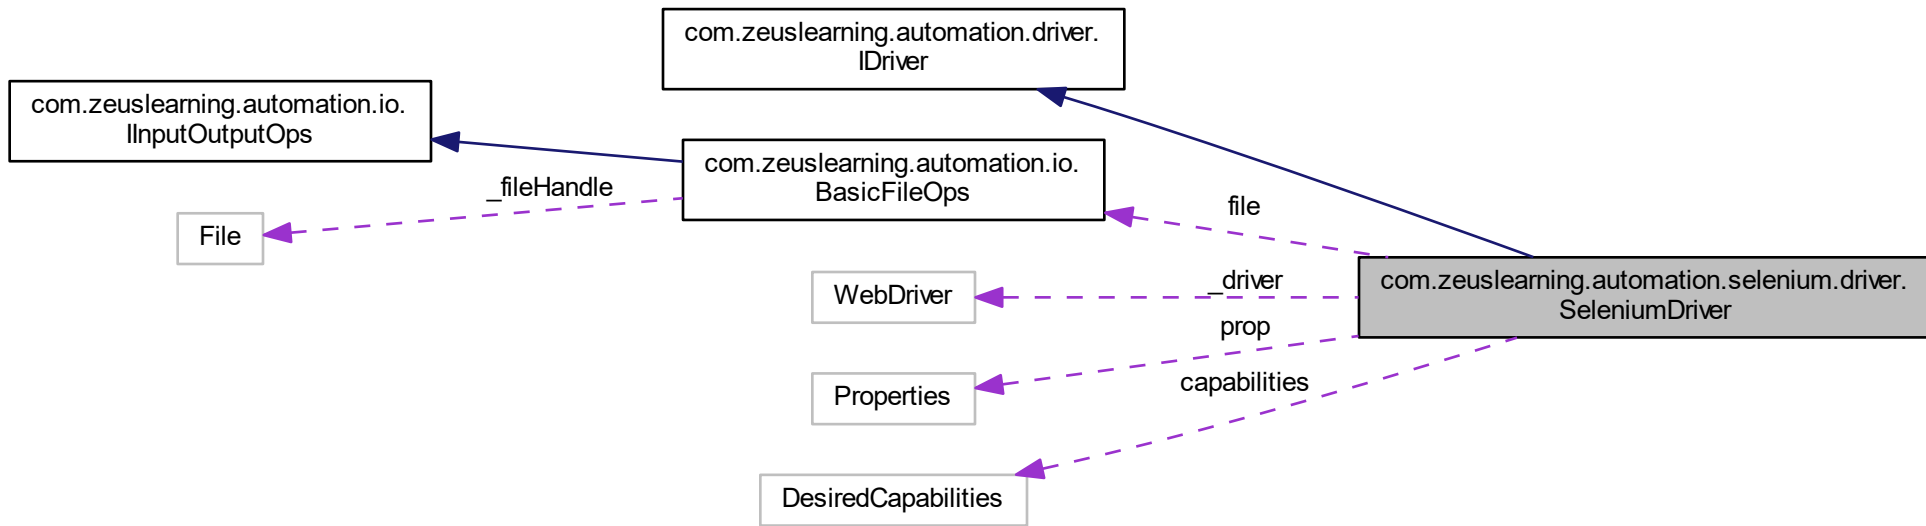 com.zeuslearning.automation.driver.
IDriver
com.zeuslearning.automation.io.
IInputOutputOps
com.zeuslearning.automation.io.
BasicFileOps
_fileHandle
File
file
WebDriver
_driver
com.zeuslearning.automation.selenium.driver.
SeleniumDriver
prop
Properties
capabilities
DesiredCapabilities